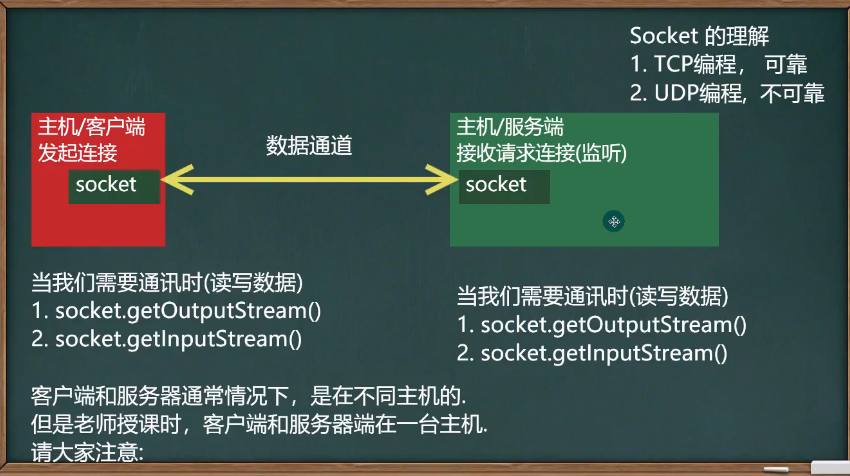 Socket 的理解
1. TCP编程， 可靠
2. UDP编程, 不可靠
主机/客户端
发起连接
socket
数据通道
主机/服务端
接收请求连接(监听)
socket
当我们需要通讯时(读写数据)
1. socket.getOutputStream()
2. socket.getInputStream()
当我们需要通讯时(读写数据)
1. socket.getOutputStream()
2. socket.getInputStream()
客户端和服务器通常情况下，是在不同主机的.
但是老师授课时，客户端和服务器端在一台主机.
请大家注意: